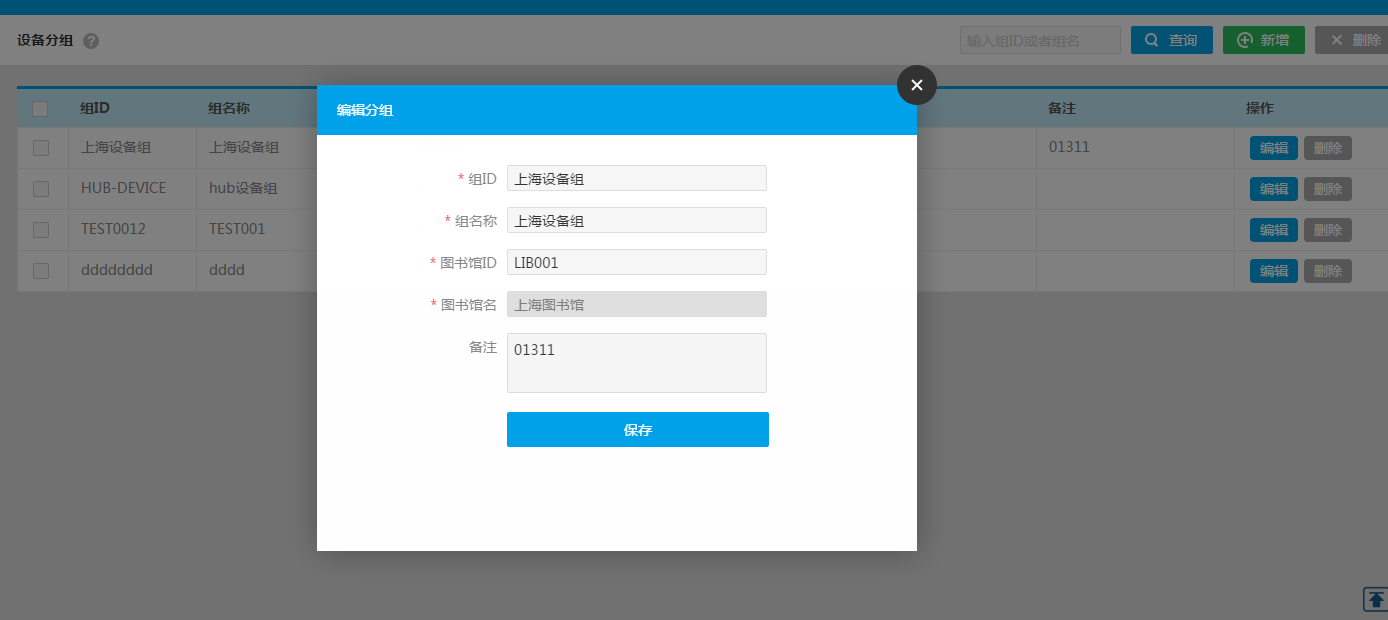 设备分组 ?
输入组ID或者组名 查询 新增 删除
组ID 组名称 备注 操作
上海设备组 上海设备组 01311 编辑 删除
HUB-DEVICE hub设备组 编辑 删除
TEST0012 TEST001 编辑 删除
dddddddd dddd 编辑 删除
编辑分组
* 组ID 上海设备组
* 组名称 上海设备组
* 图书馆ID LIB001
* 图书馆名 上海图书馆
备注 01311
保存